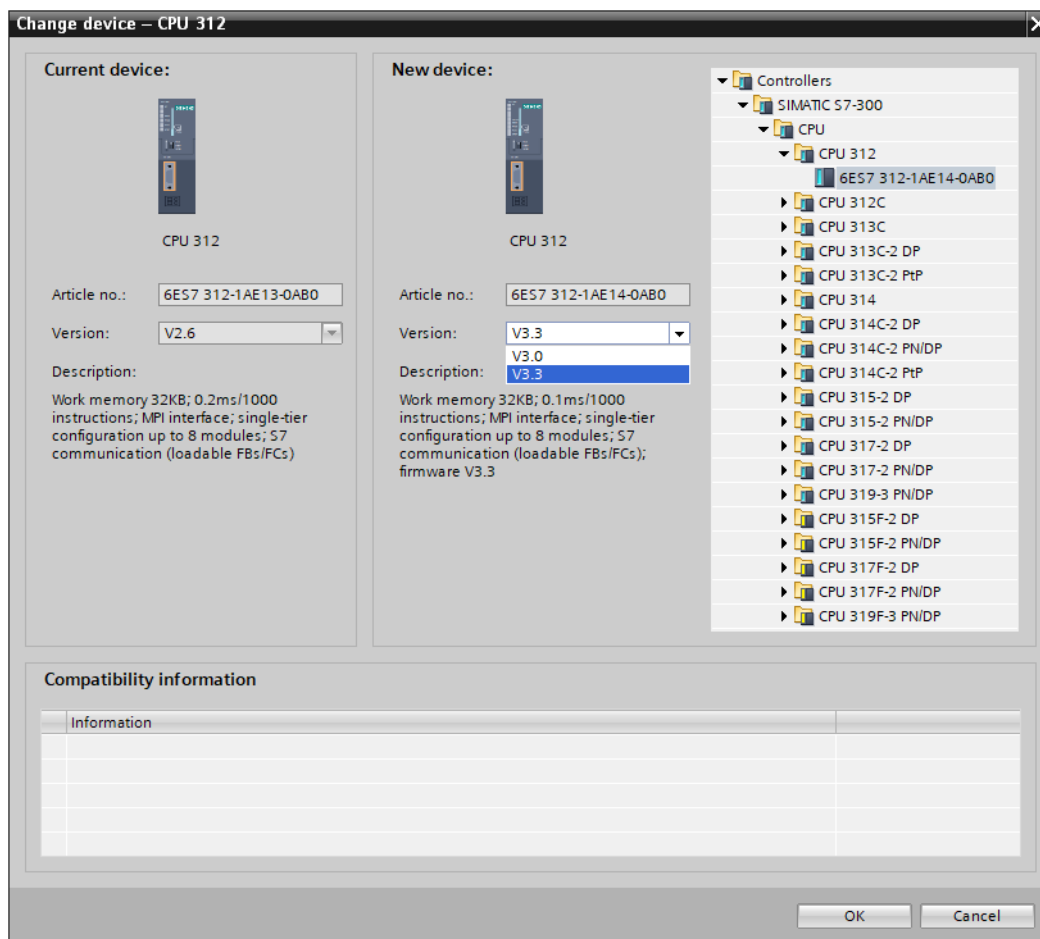 Change device – CPU 312
Current device:
CPU 312
Article no.: 6ES7 312-1AE13-0AB0
Version: V2.6
Description:
Work memory 32KB; 0.2ms/1000
instructions; MPI interface; single-tier
configuration up to 8 modules; S7
communication (loadable FBs/FCs)
New device:
CPU 312
Article no.: 6ES7 312-1AE14-0AB0
Version: V3.3
V3.0
V3.3
Description:
Work memory 32KB; 0.1ms/1000
instructions; MPI interface; single-tier
configuration up to 8 modules; S7
communication (loadable FBs/FCs);
firmware V3.3
Controllers
SIMATIC S7-300
CPU
CPU 312
6ES7 312-1AE14-0AB0
CPU 312C
CPU 313C
CPU 313C-2 DP
CPU 313C-2 PtP
CPU 314
CPU 314C-2 DP
CPU 314C-2 PN/DP
CPU 314C-2 PtP
CPU 315-2 DP
CPU 315-2 PN/DP
CPU 317-2 DP
CPU 317-2 PN/DP
CPU 319-3 PN/DP
CPU 315F-2 DP
CPU 315F-2 PN/DP
CPU 317F-2 DP
CPU 317F-2 PN/DP
CPU 319F-3 PN/DP
Compatibility information
Information
OK
Cancel